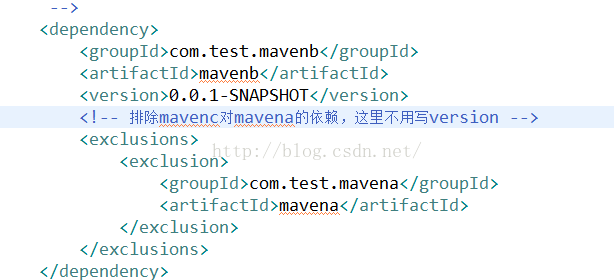 -->
<dependency>
<groupId>com.test.mavenb</groupId>
<artifactId>mavenb</artifactId>
<version>0.0.1-SNAPSHOT</version>
<!-- 排除mavenc对mavena的依赖，这里不用写version -->
<exclusions>
http://blog.csdn.net/
<exclusion>
<groupId>com.test.mavena</groupId>
<artifactId>mavena</artifactId>
</exclusion>
</exclusions>
</dependency>